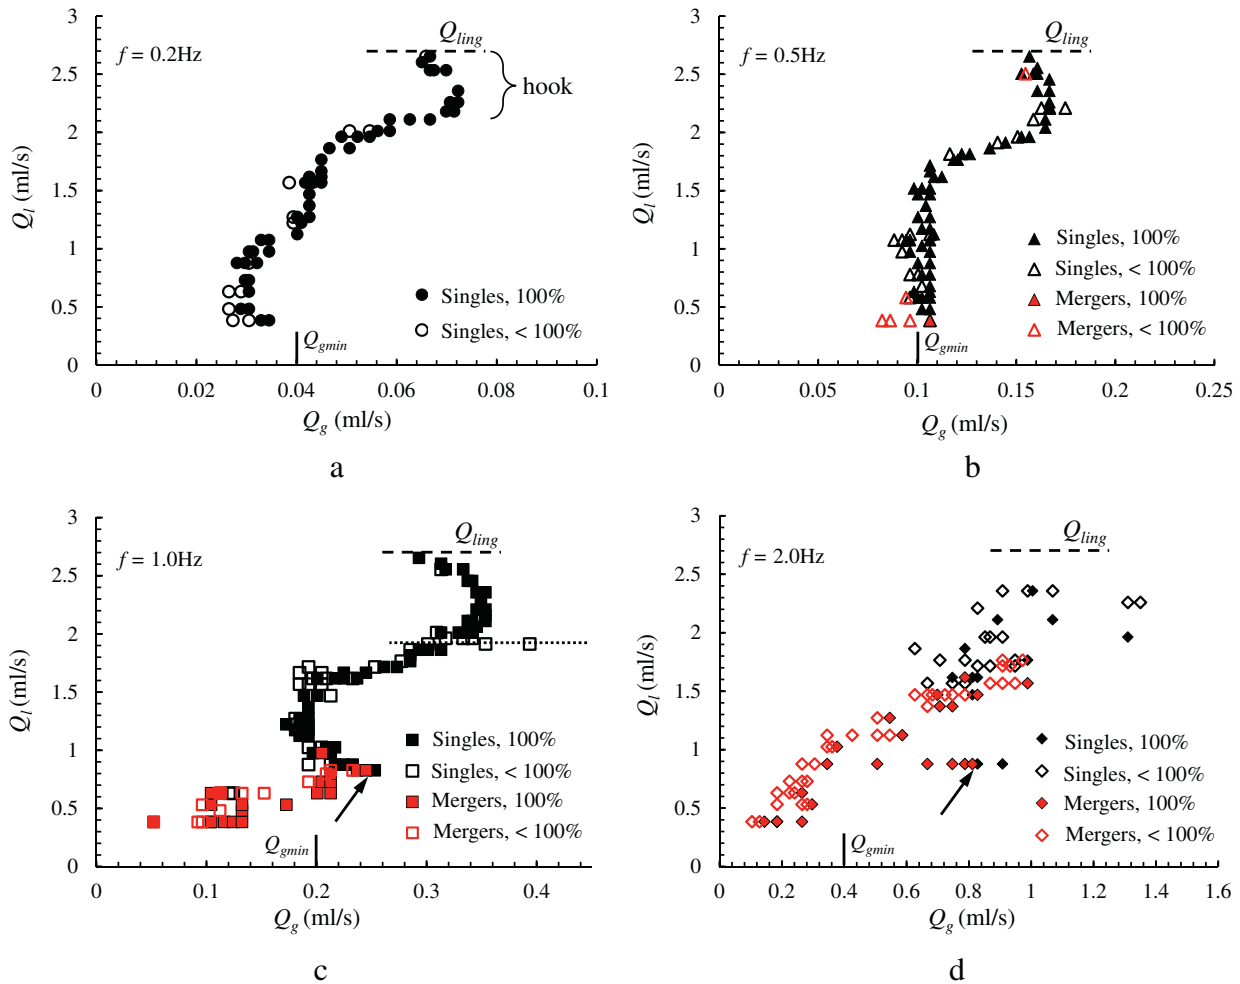 3
2.5
2
1.5
1
0.5
0
Q_l (ml/s)
f = 0.2Hz
Q_ling
hook
Singles, 100%
Singles, < 100%
Q_gmin
0 0.02 0.04 0.06 0.08 0.1
Q_g (ml/s)
a
3
2.5
2
1.5
1
0.5
0
Q_l (ml/s)
f = 0.5Hz
Q_ling
Singles, 100%
Singles, < 100%
Mergers, 100%
Mergers, < 100%
Q_gmin
0 0.05 0.1 0.15 0.2 0.25
Q_g (ml/s)
b
3
2.5
2
1.5
1
0.5
0
Q_l (ml/s)
f = 1.0Hz
Q_ling
Singles, 100%
Singles, < 100%
Mergers, 100%
Mergers, < 100%
Q_gmin
0 0.1 0.2 0.3 0.4
Q_g (ml/s)
c
3
2.5
2
1.5
1
0.5
0
Q_l (ml/s)
f = 2.0Hz
Q_ling
Singles, 100%
Singles, < 100%
Mergers, 100%
Mergers, < 100%
Q_gmin
0 0.2 0.4 0.6 0.8 1 1.2 1.4 1.6
Q_g (ml/s)
d